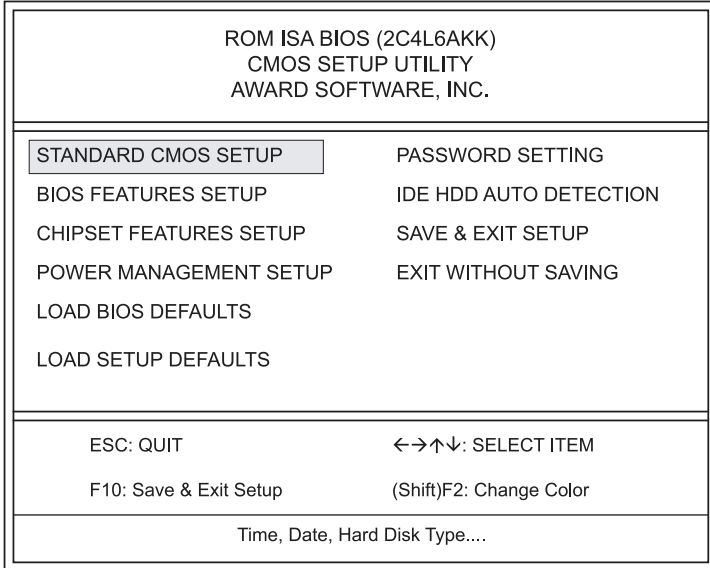 ROM ISA BIOS (2C4L6AKK)
CMOS SETUP UTILITY
AWARD SOFTWARE, INC.
STANDARD CMOS SETUP
BIOS FEATURES SETUP
CHIPSET FEATURES SETUP
POWER MANAGEMENT SETUP
LOAD BIOS DEFAULTS
LOAD SETUP DEFAULTS
PASSWORD SETTING
IDE HDD AUTO DETECTION
SAVE & EXIT SETUP
EXIT WITHOUT SAVING
ESC: QUIT
←→↑↓: SELECT ITEM
F10: Save & Exit Setup
(Shift)F2: Change Color
Time, Date, Hard Disk Type....